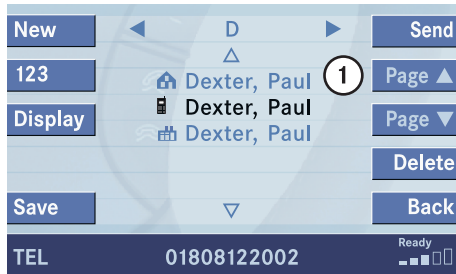 New
D
Send
123
Dexter, Paul
1
Page
Dexter, Paul
Display
Dexter, Paul
Page
Delete
Save
Back
TEL
01808122002
Ready